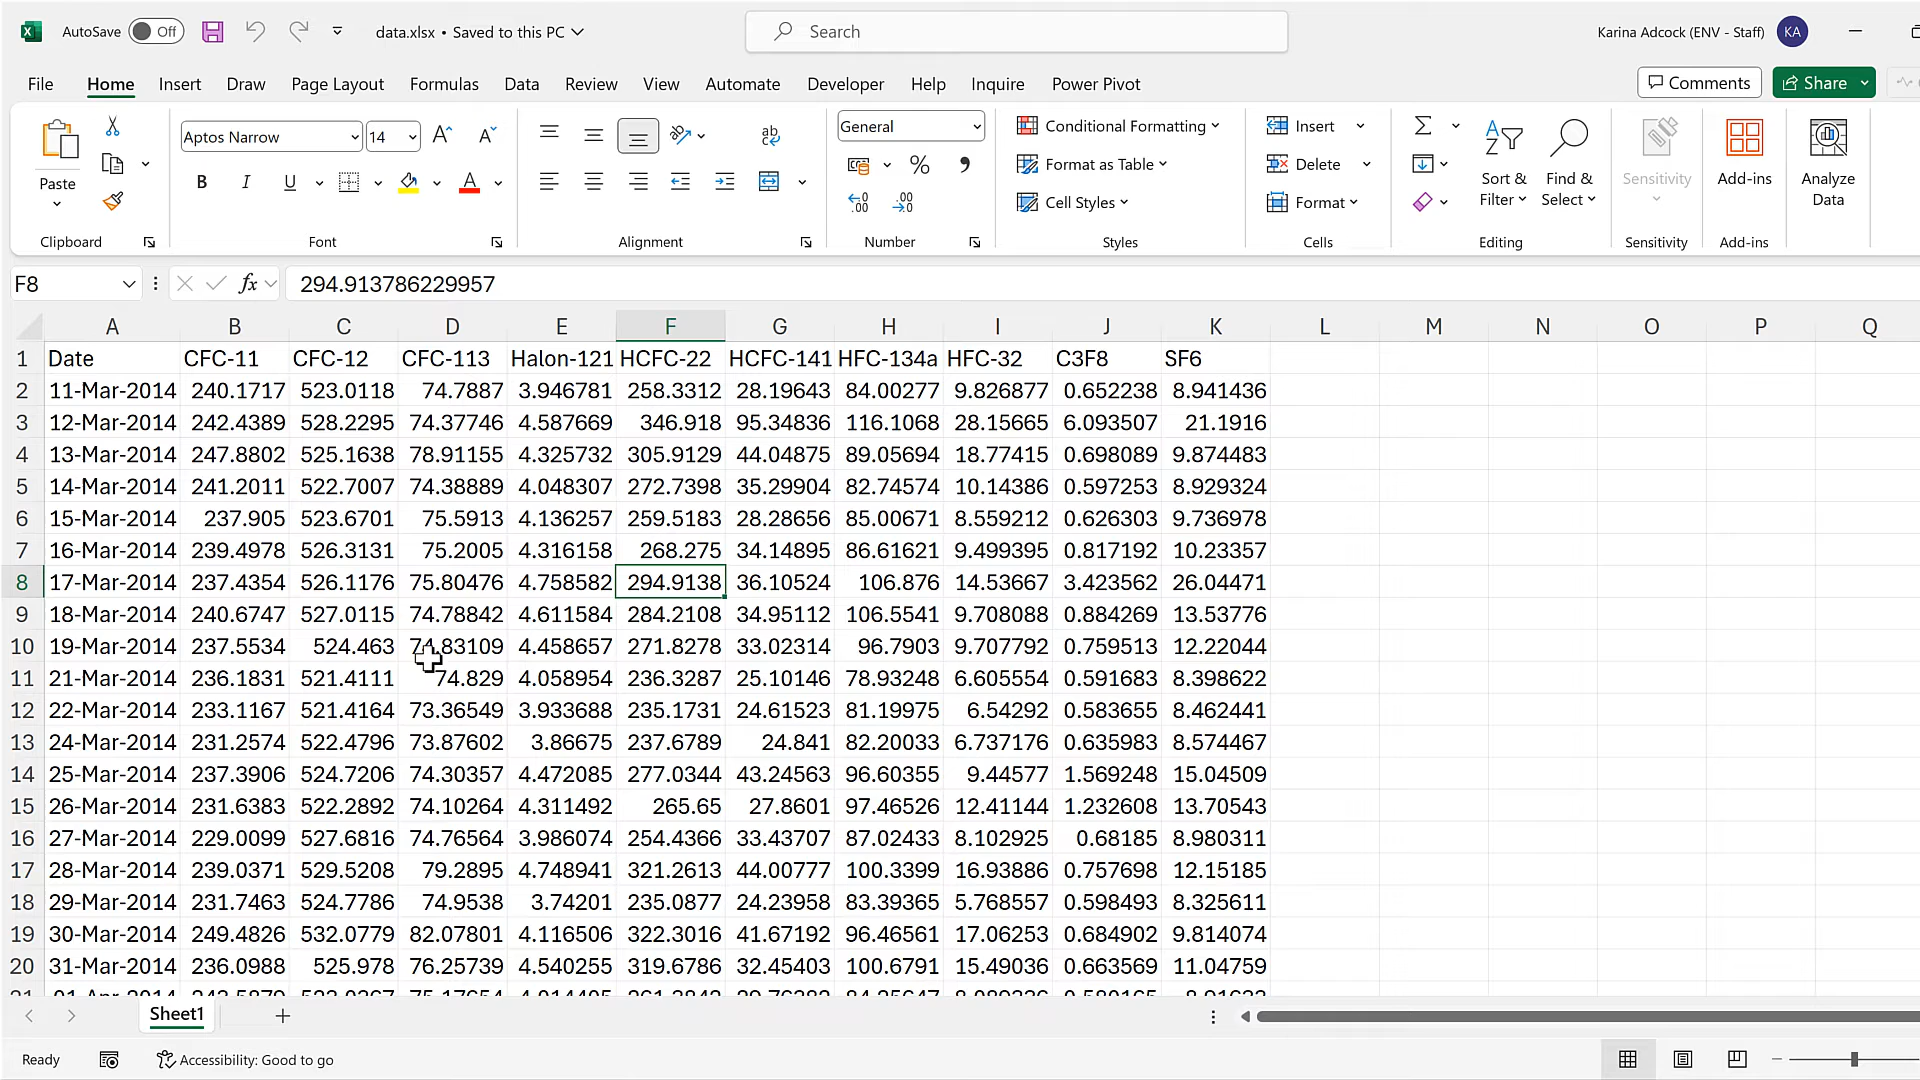 AutoSave Off data.xlsx • Saved to this PC Search Karina Adcock (ENV - Staff) KA
File Home Insert Draw Page Layout Formulas Data Review View Automate Developer Help Inquire Power Pivot Comments Share
Paste
Clipboard
Aptos Narrow 14
B I U
Font
ab
Alignment
General
% 9
Number
Conditional Formatting
Format as Table
Cell Styles
Styles
Insert
Delete
Format
Cells
Sort & Filter
Find & Select
Editing
Sensitivity
Sensitivity
Add-ins
Add-ins
Analyze Data
F8 fx 294.913786229957
A B C D E F G H I J K L M N O P Q
1 Date CFC-11 CFC-12 CFC-113 Halon-121 HCFC-22 HCFC-141 HFC-134a HFC-32 C3F8 SF6
2 11-Mar-2014 240.1717 523.0118 74.7887 3.946781 258.3312 28.19643 84.00277 9.826877 0.652238 8.941436
3 12-Mar-2014 242.4389 528.2295 74.37746 4.587669 346.918 95.34836 116.1068 28.15665 6.093507 21.1916
4 13-Mar-2014 247.8802 525.1638 78.91155 4.325732 305.9129 44.04875 89.05694 18.77415 0.698089 9.874483
5 14-Mar-2014 241.2011 522.7007 74.38889 4.048307 272.7398 35.29904 82.74574 10.14386 0.597253 8.929324
6 15-Mar-2014 237.905 523.6701 75.5913 4.136257 259.5183 28.28656 85.00671 8.559212 0.626303 9.736978
7 16-Mar-2014 239.4978 526.3131 75.2005 4.316158 268.275 34.14895 86.61621 9.499395 0.817192 10.23357
8 17-Mar-2014 237.4354 526.1176 75.80476 4.758582 294.9138 36.10524 106.876 14.53667 3.423562 26.04471
9 18-Mar-2014 240.6747 527.0115 74.78842 4.611584 284.2108 34.95112 106.5541 9.708088 0.884269 13.53776
10 19-Mar-2014 237.5534 524.463 74.83109 4.458657 271.8278 33.02314 96.7903 9.707792 0.759513 12.22044
11 21-Mar-2014 236.1831 521.4111 74.829 4.058954 236.3287 25.10146 78.93248 6.605554 0.591683 8.398622
12 22-Mar-2014 233.1167 521.4164 73.36549 3.933688 235.1731 24.61523 81.19975 6.54292 0.583655 8.462441
13 24-Mar-2014 231.2574 522.4796 73.87602 3.86675 237.6789 24.841 82.20033 6.737176 0.635983 8.574467
14 25-Mar-2014 237.3906 524.7206 74.30357 4.472085 277.0344 43.24563 96.60355 9.44577 1.569248 15.04509
15 26-Mar-2014 231.6383 522.2892 74.10264 4.311492 265.65 27.8601 97.46526 12.41144 1.232608 13.70543
16 27-Mar-2014 229.0099 527.6816 74.76564 3.986074 254.4366 33.43707 87.02433 8.102925 0.68185 8.980311
17 28-Mar-2014 239.0371 529.5208 79.2895 4.748941 321.2613 44.00777 100.3399 16.93886 0.757698 12.15185
18 29-Mar-2014 231.7463 524.7786 74.9538 3.74201 235.0877 24.23958 83.39365 5.768557 0.598493 8.325611
19 30-Mar-2014 249.4826 532.0779 82.07801 4.116506 322.3016 41.67192 96.46561 17.06253 0.684902 9.814074
20 31-Mar-2014 236.0988 525.978 76.25739 4.540255 319.6786 32.45403 100.6791 15.49036 0.663569 11.04759
Sheet1
Ready Accessibility: Good to go